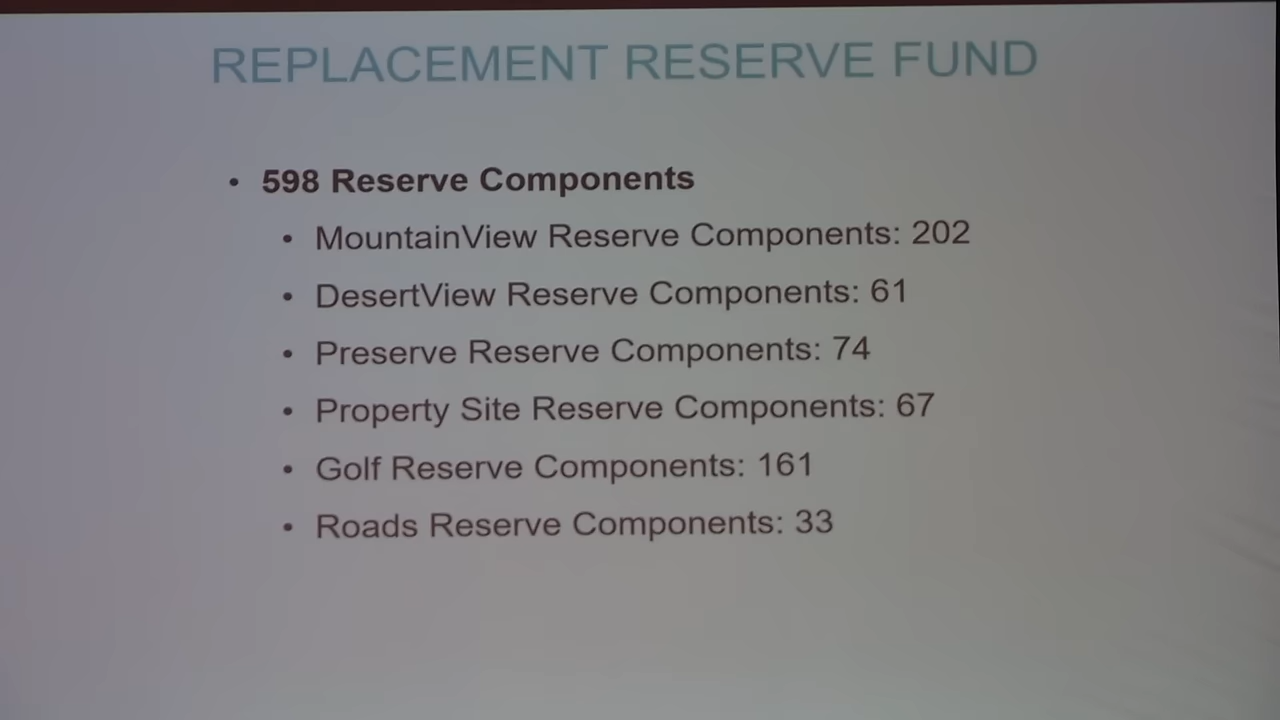 REPLACEMENT RESERVE FUND
• 598 Reserve Components
• MountainView Reserve Components: 202
• DesertView Reserve Components: 61
• Preserve Reserve Components: 74
• Property Site Reserve Components: 67
• Golf Reserve Components: 161
• Roads Reserve Components: 33